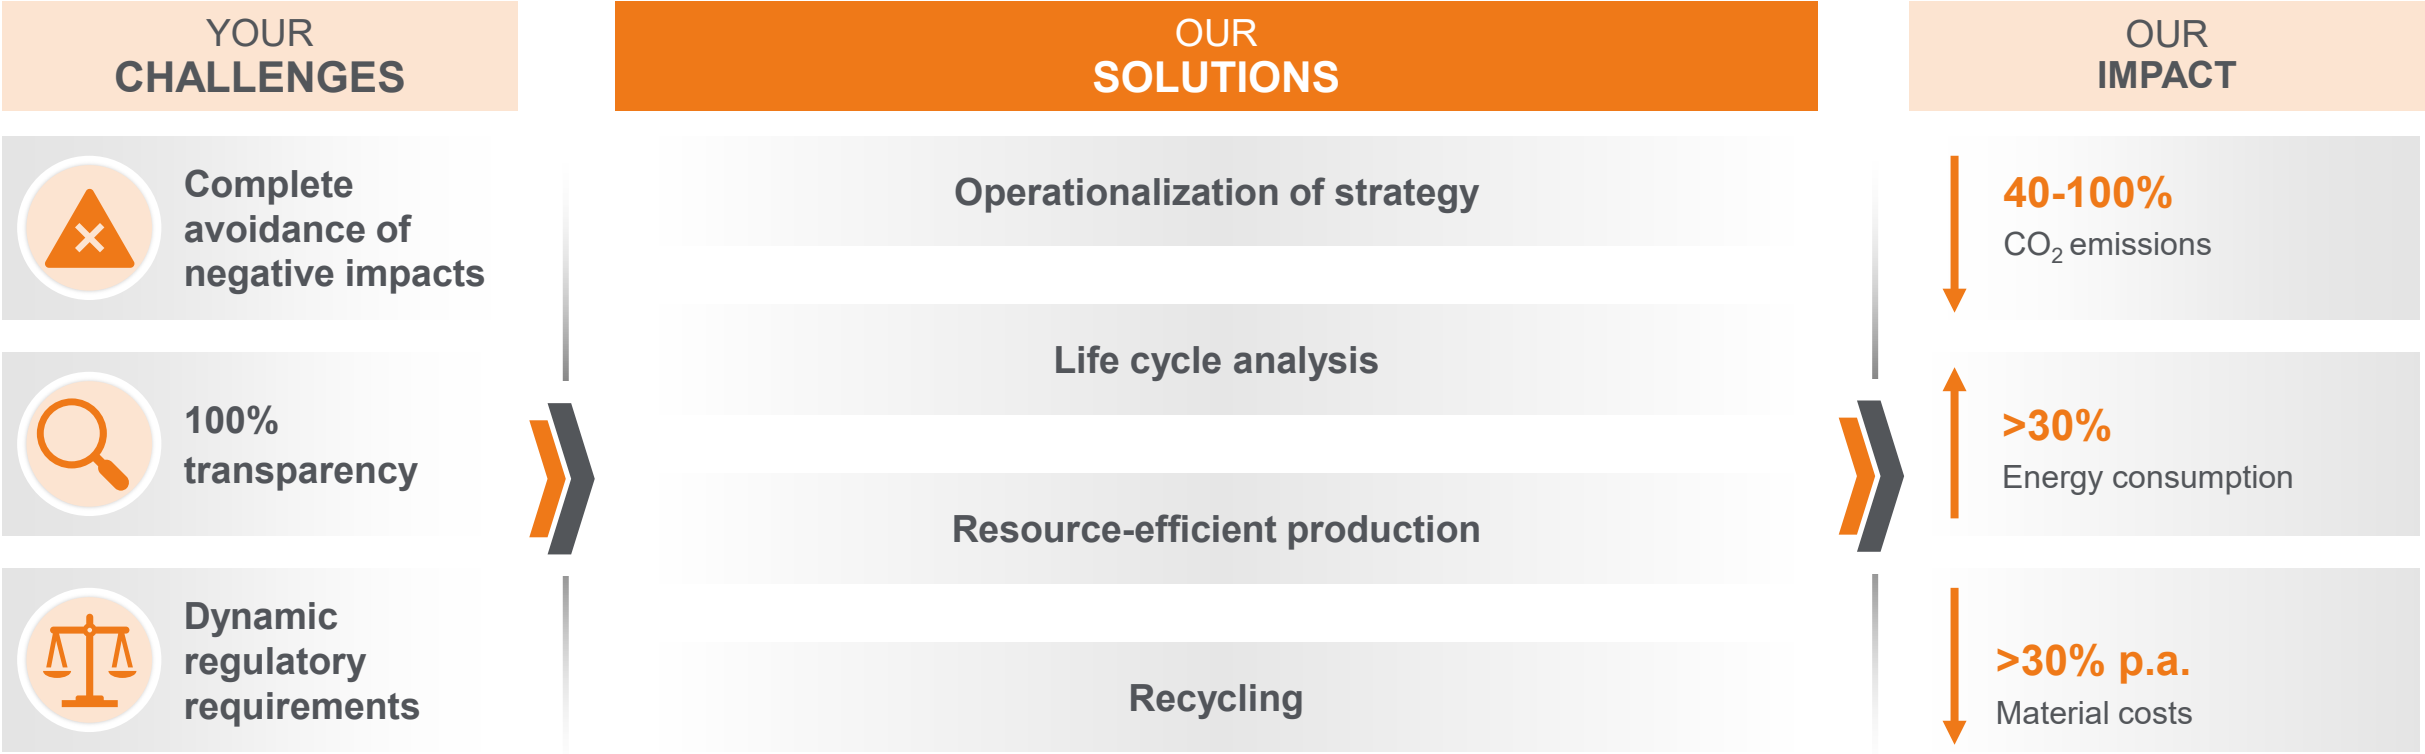 YOUR
CHALLENGES
Complete
avoidance of
negative impacts
100%
transparency
Dynamic
regulatory
requirements
OUR
SOLUTIONS
Operationalization of strategy
Life cycle analysis
Resource-efficient production
Recycling
OUR
IMPACT
40-100%
CO₂ emissions
>30%
Energy consumption
>30% p.a.
Material costs